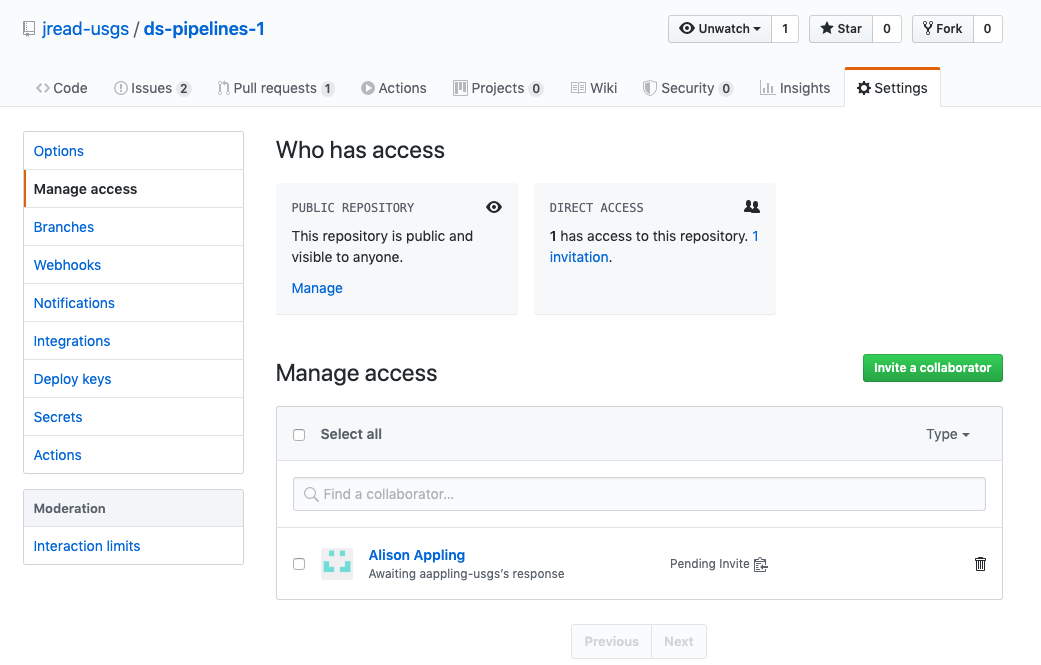 jread-usgs / ds-pipelines-1
Unwatch 1 Star 0 Fork 0
Code Issues 2 Pull requests 1 Actions Projects 0 Wiki Security 0 Insights Settings
Options
Manage access
Branches
Webhooks
Notifications
Integrations
Deploy keys
Secrets
Actions
Moderation
Interaction limits
Who has access
PUBLIC REPOSITORY
This repository is public and
visible to anyone.
Manage
DIRECT ACCESS
1 has access to this repository. 1
invitation.
Manage access
Invite a collaborator
Select all Type
Find a collaborator...
Alison Appling
Awaiting aappling-usgs's response
Pending Invite
Previous Next